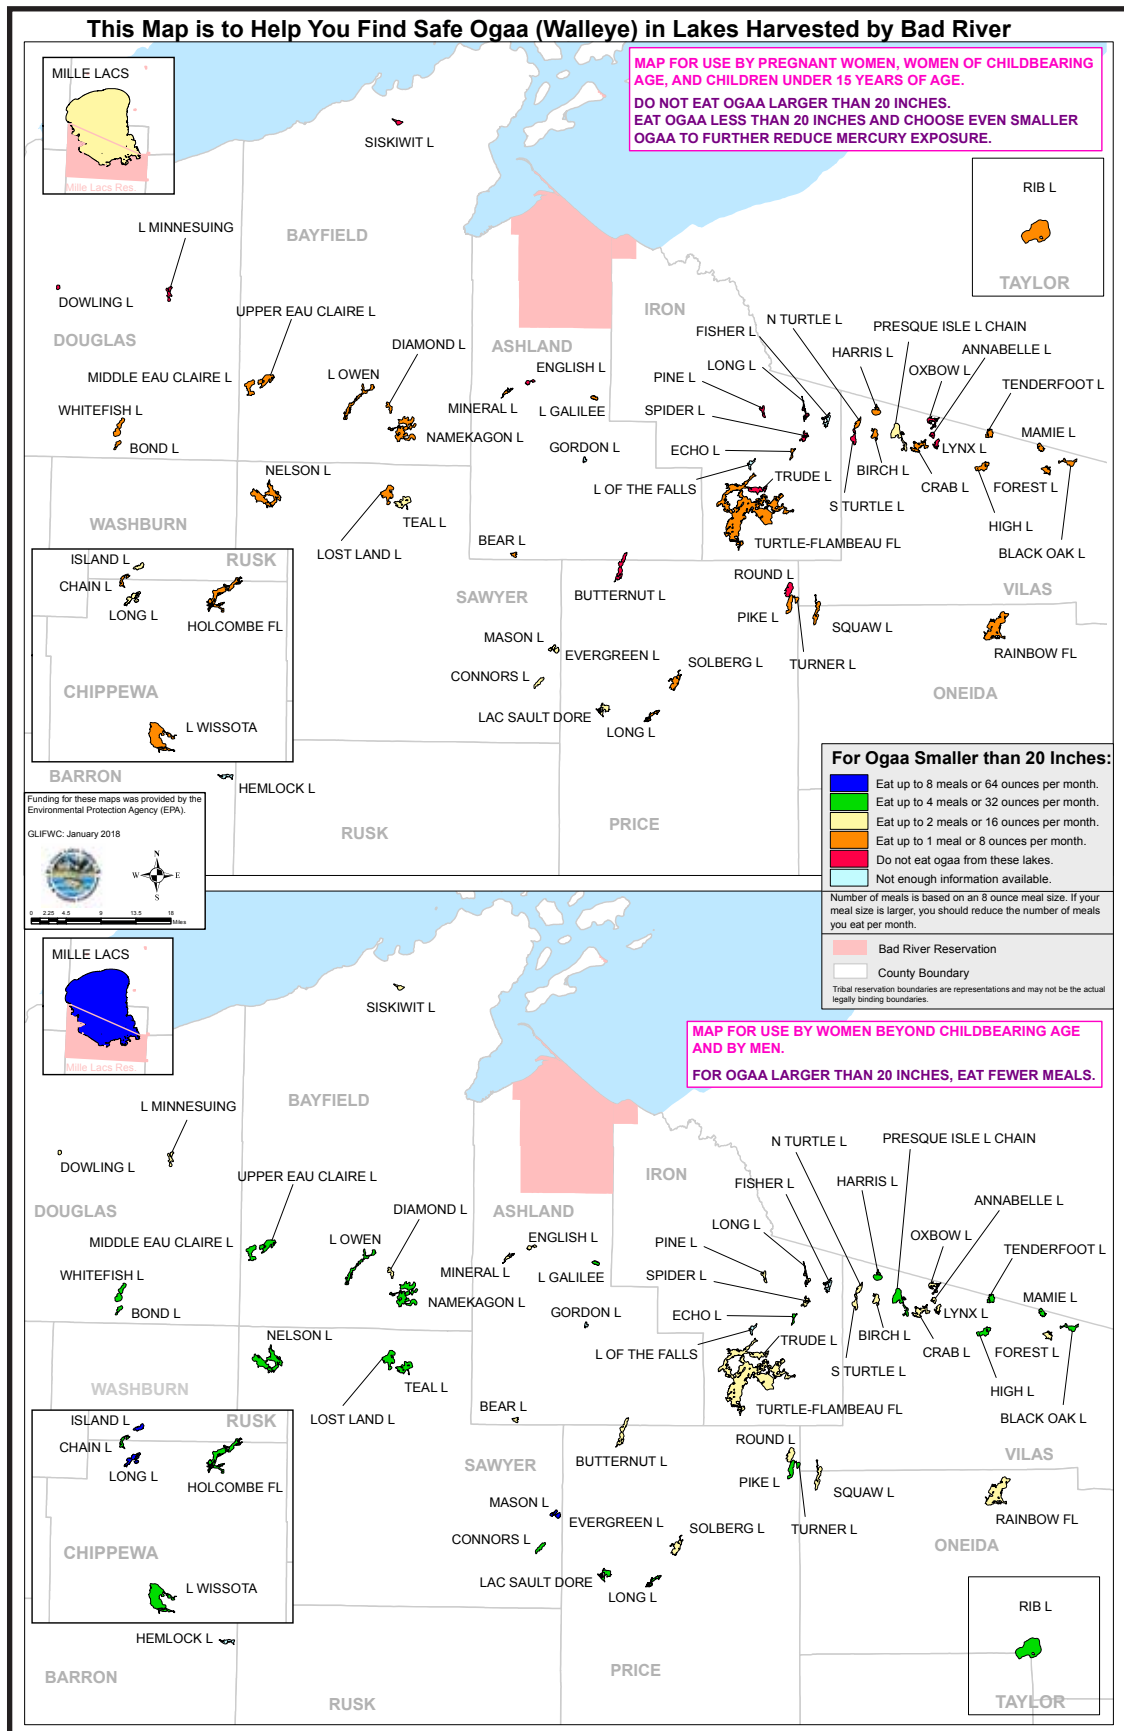 This Map is to Help You Find Safe Ogaa (Walleye) in Lakes Harvested by Bad River
MILLE LACS
Mille Lacs Res.
MAP FOR USE BY PREGNANT WOMEN, WOMEN OF CHILDBEARING
AGE, AND CHILDREN UNDER 15 YEARS OF AGE.
DO NOT EAT OGAA LARGER THAN 20 INCHES.
EAT OGAA LESS THAN 20 INCHES AND CHOOSE EVEN SMALLER
OGAA TO FURTHER REDUCE MERCURY EXPOSURE.
SISKIWIT L
RIB L
TAYLOR
L MINNESUING
BAYFIELD
DOWLING L
DOUGLAS
UPPER EAU CLAIRE L
IRON
N TURTLE L
FISHER L
PRESQUE ISLE L CHAIN
DIAMOND L
ASHLAND
HARRIS L
ANNABELLE L
OXBOW L
MIDDLE EAU CLAIRE L
L OWEN
ENGLISH L
LONG L
PINE L
TENDERFOOT L
WHITEFISH L
MINERAL L
L GALILEE
SPIDER L
BOND L
NAMEKAGON L
GORDON L
ECHO L
MAMIE L
LYNX L
NELSON L
L OF THE FALLS
TRUDE L
BIRCH L
CRAB L
FOREST L
WASHBURN
TEAL L
S TURTLE L
HIGH L
LOST LAND L
BEAR L
TURTLE-FLAMBEAU FL
BLACK OAK L
ISLAND L
RUSK
CHAIN L
LONG L
HOLCOMBE FL
SAWYER
BUTTERNUT L
ROUND L
VILAS
PIKE L
SQUAW L
MASON L
EVERGREEN L
TURNER L
RAINBOW FL
CONNORS L
SOLBERG L
CHIPPEWA
ONEIDA
L WISSOTA
LAC SAULT DORE
LONG L
BARRON
HEMLOCK L
RUSK
PRICE
For Ogaa Smaller than 20 Inches:
Eat up to 8 meals or 64 ounces per month.
Eat up to 4 meals or 32 ounces per month.
Eat up to 2 meals or 16 ounces per month.
Eat up to 1 meal or 8 ounces per month.
Do not eat ogaa from these lakes.
Not enough information available.
Number of meals is based on an 8 ounce meal size. If your
meal size is larger, you should reduce the number of meals
you eat per month.
Bad River Reservation
County Boundary
Tribal reservation boundaries are representations and may not be the actual
legally binding boundaries.
Funding for these maps was provided by the
Environmental Protection Agency (EPA).
GLIFWC: January 2018
N
W E
S
0 2.25 4.5 9 13.5 18
Miles
MILLE LACS
Mille Lacs Res.
SISKIWIT L
MAP FOR USE BY WOMEN BEYOND CHILDBEARING AGE
AND BY MEN.
FOR OGAA LARGER THAN 20 INCHES, EAT FEWER MEALS.
L MINNESUING
BAYFIELD
DOWLING L
DOUGLAS
UPPER EAU CLAIRE L
IRON
N TURTLE L
PRESQUE ISLE L CHAIN
FISHER L
HARRIS L
ANNABELLE L
DIAMOND L
ASHLAND
LONG L
OXBOW L
MIDDLE EAU CLAIRE L
L OWEN
ENGLISH L
PINE L
TENDERFOOT L
WHITEFISH L
MINERAL L
L GALILEE
SPIDER L
BOND L
NAMEKAGON L
GORDON L
ECHO L
MAMIE L
LYNX L
NELSON L
L OF THE FALLS
TRUDE L
BIRCH L
CRAB L
FOREST L
WASHBURN
TEAL L
S TURTLE L
HIGH L
LOST LAND L
BEAR L
TURTLE-FLAMBEAU FL
BLACK OAK L
ISLAND L
RUSK
CHAIN L
LONG L
HOLCOMBE FL
SAWYER
BUTTERNUT L
ROUND L
VILAS
PIKE L
SQUAW L
MASON L
EVERGREEN L
TURNER L
RAINBOW FL
CONNORS L
SOLBERG L
CHIPPEWA
ONEIDA
L WISSOTA
LAC SAULT DORE
LONG L
RIB L
HEMLOCK L
BARRON
RUSK
PRICE
TAYLOR